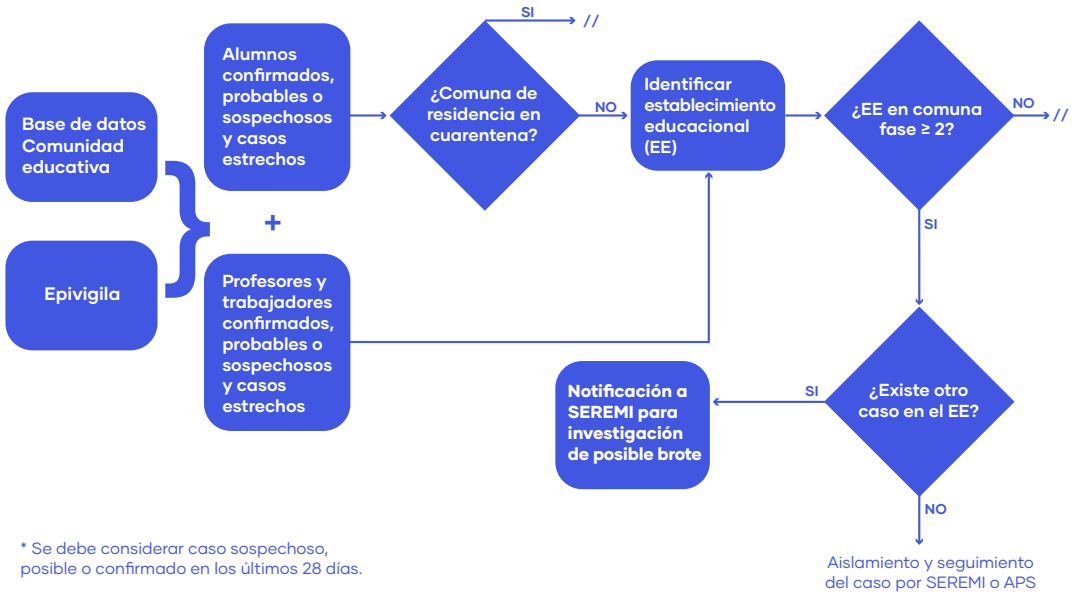 Base de datos
Comunidad
educativa
Epivigila
}
Alumnos
confirmados,
probables o
sospechosos
y casos
estrechos
+
Profesores y
trabajadores
confirmados,
probables o
sospechosos
y casos
estrechos
¿Comuna de
residencia en
cuarentena?
SI
//
NO
Identificar
establecimiento
educacional
(EE)
¿EE en comuna
fase ≥ 2?
NO
//
SI
¿Existe otro
caso en el EE?
SI
Notificación a
SEREMI para
investigación
de posible brote
NO
Aislamiento y seguimiento
del caso por SEREMI o APS
* Se debe considerar caso sospechoso,
posible o confirmado en los últimos 28 días.